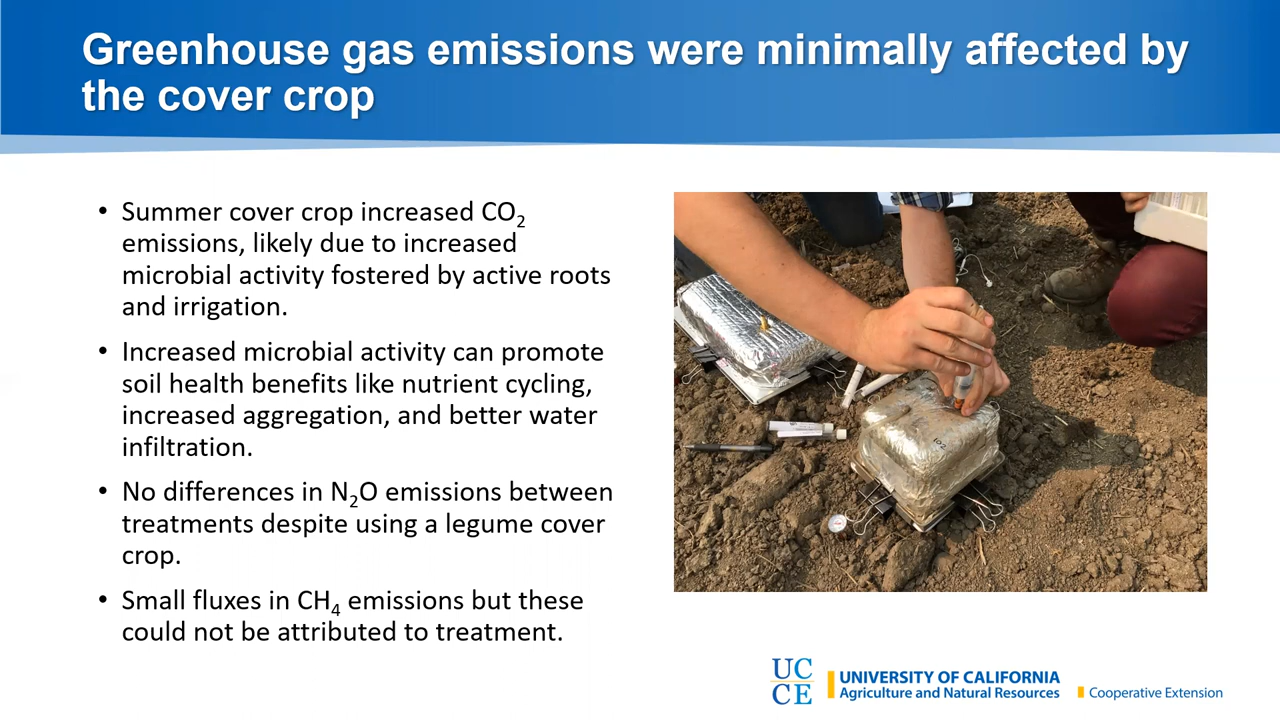 Greenhouse gas emissions were minimally affected by
the cover crop
• Summer cover crop increased CO₂
emissions, likely due to increased
microbial activity fostered by active roots
and irrigation.
• Increased microbial activity can promote
soil health benefits like nutrient cycling,
increased aggregation, and better water
infiltration.
• No differences in N₂O emissions between
treatments despite using a legume cover
crop.
• Small fluxes in CH₄ emissions but these
could not be attributed to treatment.
UC
CE
UNIVERSITY OF CALIFORNIA
Agriculture and Natural Resources
Cooperative Extension